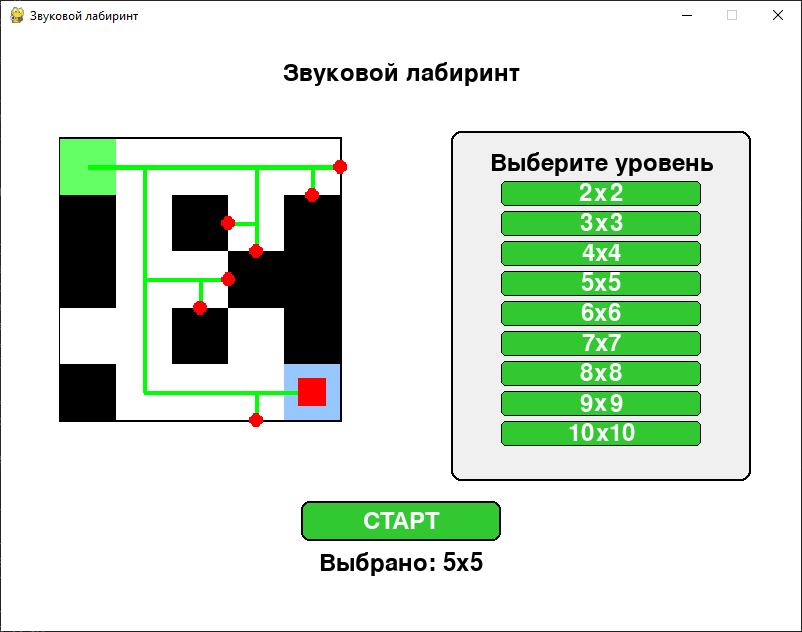 Звуковой лабиринт
Звуковой лабиринт
Выберите уровень
2x2
3x3
4x4
5x5
6x6
7x7
8x8
9x9
10x10
СТАРТ
Выбрано: 5x5